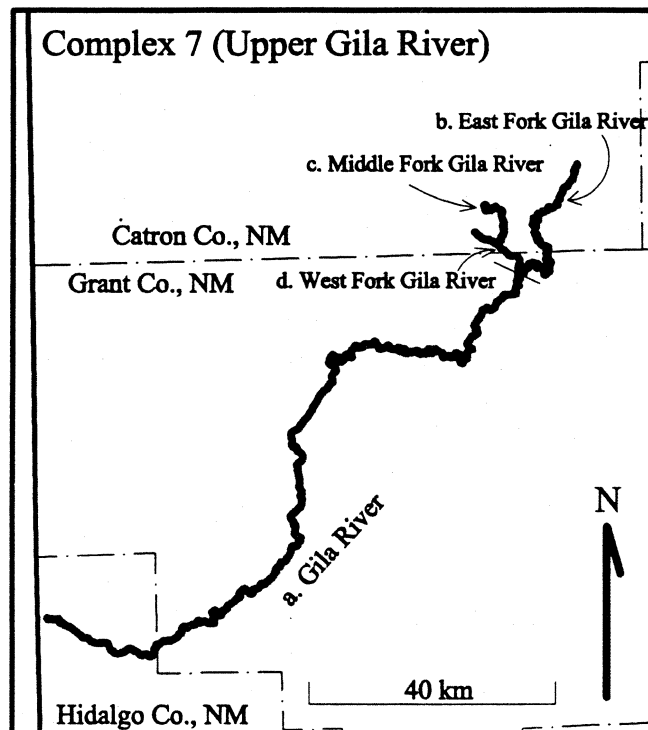 Complex 7 (Upper Gila River)
b. East Fork Gila River
c. Middle Fork Gila River
Catron Co., NM
Grant Co., NM
d. West Fork Gila River
a. Gila River
N
40 km
Hidalgo Co., NM